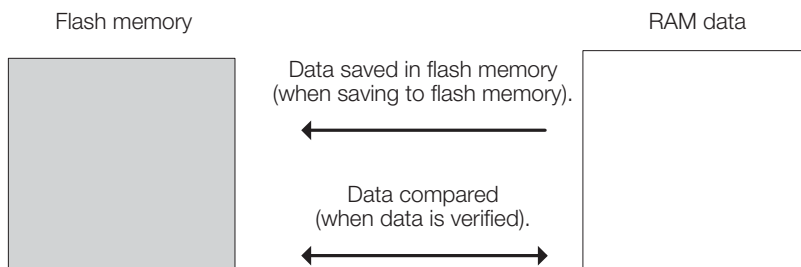 Flash memory
RAM data
Data saved in flash memory
(when saving to flash memory).
Data compared
(when data is verified).